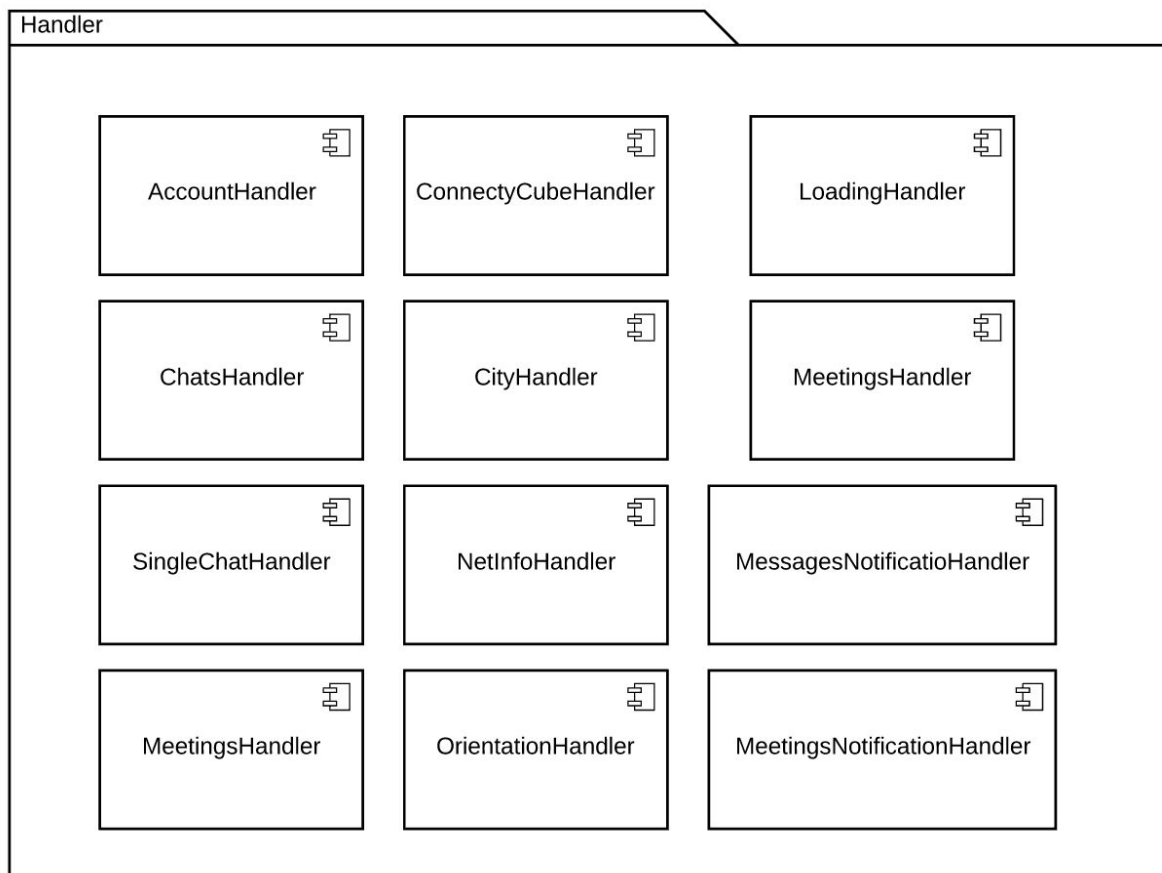 Handler
AccountHandler
ConnectyCubeHandler
LoadingHandler
ChatsHandler
CityHandler
MeetingsHandler
SingleChatHandler
NetInfoHandler
MessagesNotificatioHandler
MeetingsHandler
OrientationHandler
MeetingsNotificationHandler